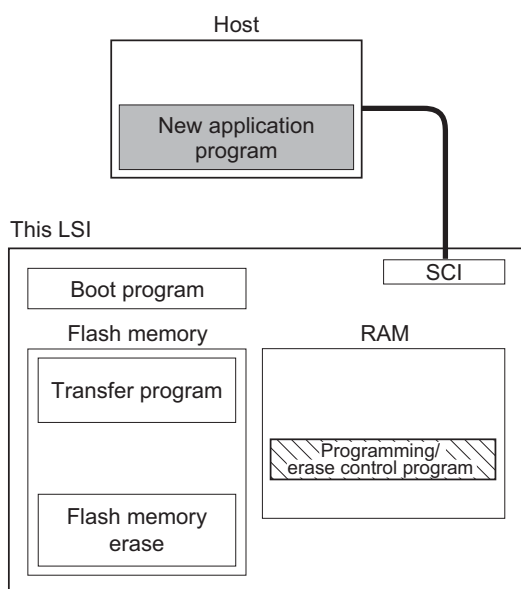 Host
New application
program
This LSI
SCI
Boot program
Flash memory
RAM
Transfer program
Programming/
erase control program
Flash memory
erase